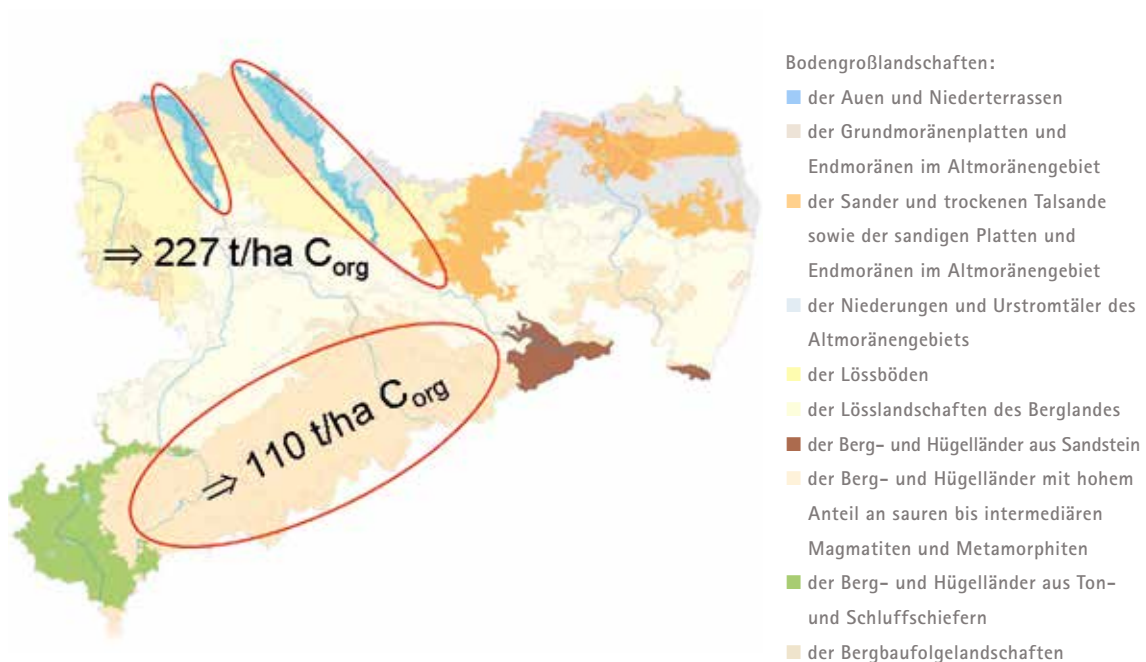 ⇒ 227 t/ha Corg
⇒ 110 t/ha Corg
Bodengroßlandschaften:
der Auen und Niederterrassen
der Grundmoränenplatten und
Endmoränen im Altmoränengebiet
der Sander und trockenen Talsande
sowie der sandigen Platten und
Endmoränen im Altmoränengebiet
der Niederungen und Urstromtäler des
Altmoränengebiets
der Lössböden
der Lösslandschaften des Berglandes
der Berg- und Hügelländer aus Sandstein
der Berg- und Hügelländer mit hohem
Anteil an sauren bis intermediären
Magmatiten und Metamorphiten
der Berg- und Hügelländer aus Ton-
und Schluffschiefern
der Bergbaufolgelandschaften